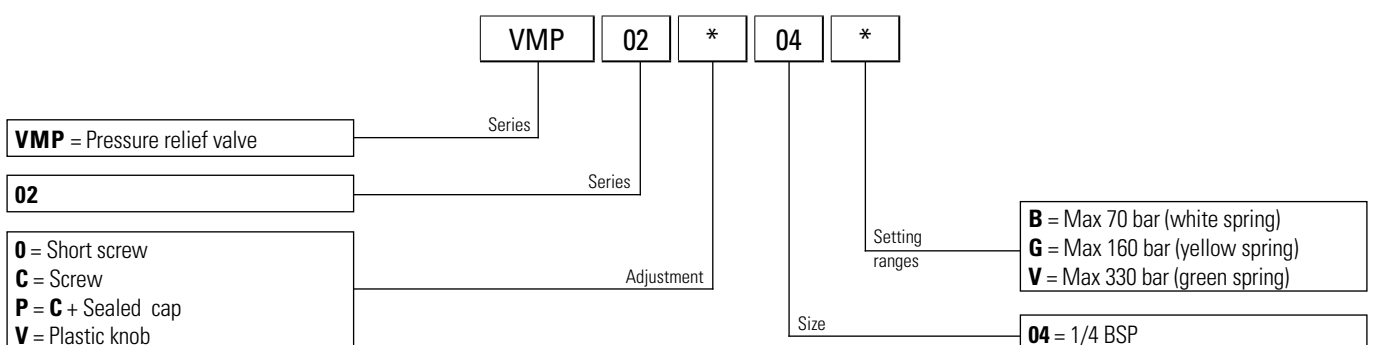 VMP 02 * 04 *
Series
VMP = Pressure relief valve
Series
02
0 = Short screw
C = Screw
P = C + Sealed cap
V = Plastic knob
Adjustment
Setting
ranges
B = Max 70 bar (white spring)
G = Max 160 bar (yellow spring)
V = Max 330 bar (green spring)
Size
04 = 1/4 BSP